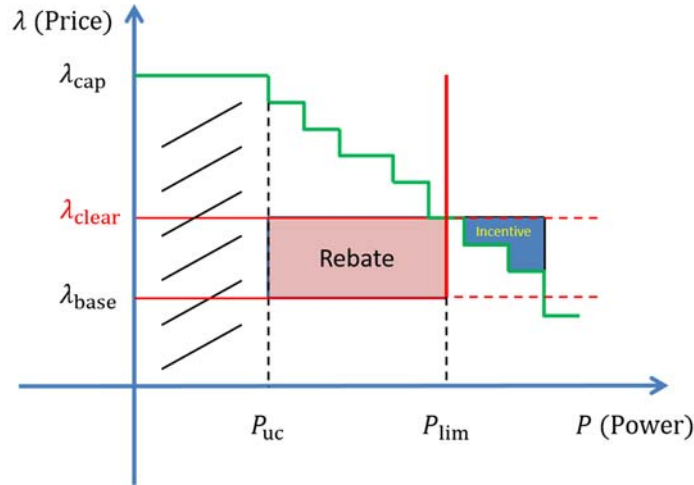 λ (Price)
λcap
λclear
Incentive
Rebate
λbase
Puc
Plim
P (Power)